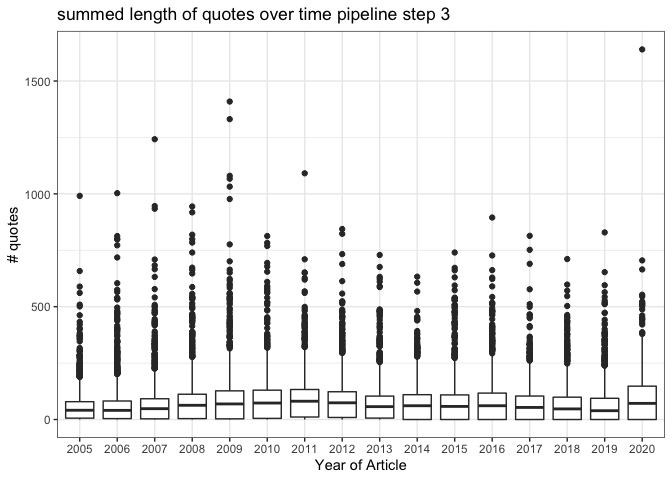 summed length of quotes over time pipeline step 3
# quotes
1500
1000
500
0
2005 2006 2007 2008 2009 2010 2011 2012 2013 2014 2015 2016 2017 2018 2019 2020
Year of Article